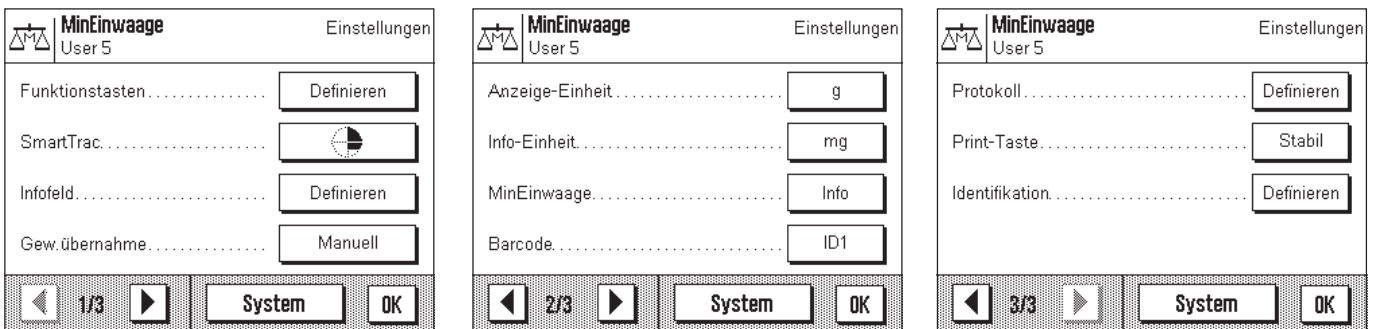 MinEinwaage
Einstellungen
User 5
Funktionstasten............... Definieren
SmartTrac.....................
Infofeld........................ Definieren
Gew.übernahme............... Manuell
1/3 System OK
MinEinwaage
Einstellungen
User 5
Anzeige-Einheit..................... g
Info-Einheit.......................... mg
MinEinwaage........................ Info
Barcode............................. ID1
2/3 System OK
MinEinwaage
Einstellungen
User 5
Protokoll............................ Definieren
Print-Taste.......................... Stabil
Identifikation........................ Definieren
3/3 System OK